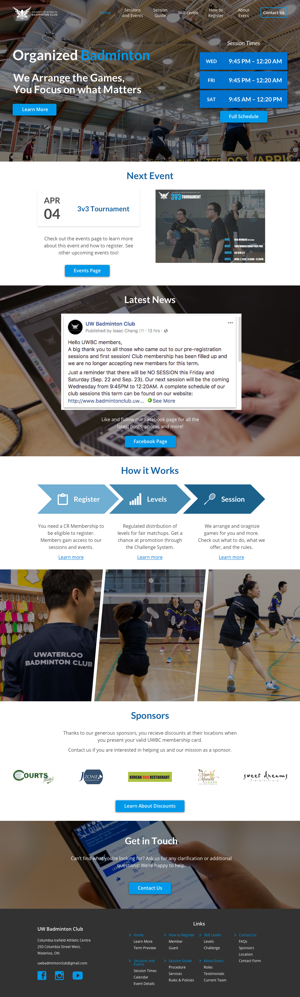 Home
Sessions
And Events
Session
Guide
Skill Levels
How to
Register
About
Execs
Contact Us
Organized Badminton
We Arrange the Games,
You Focus on what Matters
Learn More
Session Times
WED 9:45 PM – 12:20 AM
FRI 9:45 PM – 12:20 AM
SAT 9:45 AM – 2:10 PM
Full Schedule
Next Event
APR
04
3v3 Tournament
Check out the events page to learn more
about this event and how to register. See
other upcoming events too!
Events Page
3v3
TOURNAMENT
Latest News
UW Badminton Club
Published by Isaac Cheng · 13 hrs ·
Hello UWBC members,
A big thank you to all those who came out to our pre-registration
sessions and first session! Club membership has been filled up and
we are no longer accepting new members for this term.
Just a reminder that there will be NO SESSION this Friday and
Saturday (Sep. 22 and Sep. 23). Our next session will be the coming
Wednesday from 9:45PM to 12:20AM. A complete schedule of our
club sessions this term can be found on our website:
http://www.badmintonclub.uw... See More
Like and follow our Facebook page for all the
latest news, photos and more!
Facebook Page
How it Works
Register
Levels
Session
You need a CR Membership to
be eligible to register.
Members gain access to our
sessions and events.
Learn more
Regulated distribution of
levels for fair matchups. Get a
chance at promotion through
the Challenge System.
Learn more
We arrange and oragnize
games for you and more.
Check out what to do, what we
offer, and the rules.
Learn more
UWATERLOO
BADMINTON CLUB
Sponsors
Thanks to our generous sponsors, you recieve discounts at their locations when
you present your valid UWBC membership card.
Contact us if you are interested in helping us and our mission as a sponsor.
COURTS
KOREAN BBQ RESTAURANT
sweet dreams
Learn About Discounts
Get in Touch
Can't find what you're looking for? Ask us for any clarification or additional
questions. We're happy to help.
Contact Us
UW Badminton Club
Columbia Icefield Athletic Centre
250 Columbia Street West,
Waterloo, ON
uwbadmintonclub@gmail.com
Links
Home
Learn More
Term Preview
How to Register
Member
Guest
Skill Levels
Levels
Challenge
Contact Us
FAQs
Sponsors
Location
Contact Form
Sessions and
Events
Session Times
Calendar
Event Details
Session Guide
Procedure
Services
Rules & Policies
About Execs
Roles
Testimonials
Current Team